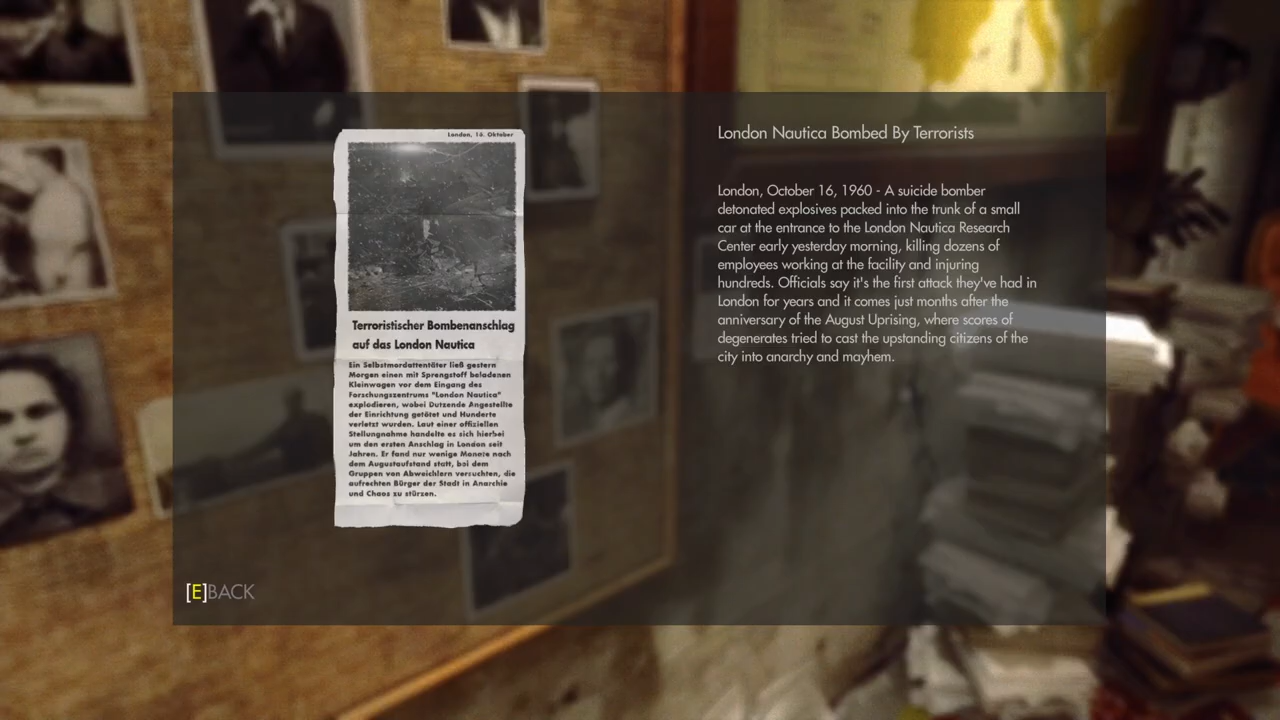 London, 16. Oktober
Terroristischer Bombenanschlag
auf das London Nautica
Ein Selbstmordattentäter ließ gestern
Morgen einen mit Sprengstoff beladenen
Kleinwagen vor dem Eingang des
Forschungszentrums "London Nautica"
explodieren, wobei Dutzende Angestellte
der Einrichtung getötet und Hunderte
verletzt wurden. Laut einer offiziellen
Stellungnahme handelte es sich hierbei
um den ersten Anschlag in London seit
Jahren. Er fand nur wenige Monate nach
dem Augustaufstand statt, bei dem
Gruppen von Abweichlern versuchten, die
aufrechten Bürger der Stadt in Anarchie
und Chaos zu stürzen.
London Nautica Bombed By Terrorists
London, October 16, 1960 - A suicide bomber
detonated explosives packed into the trunk of a small
car at the entrance to the London Nautica Research
Center early yesterday morning, killing dozens of
employees working at the facility and injuring
hundreds. Officials say it's the first attack they've had in
London for years and it comes just months after the
anniversary of the August Uprising, where scores of
degenerates tried to cast the upstanding citizens of the
city into anarchy and mayhem.
[E]BACK